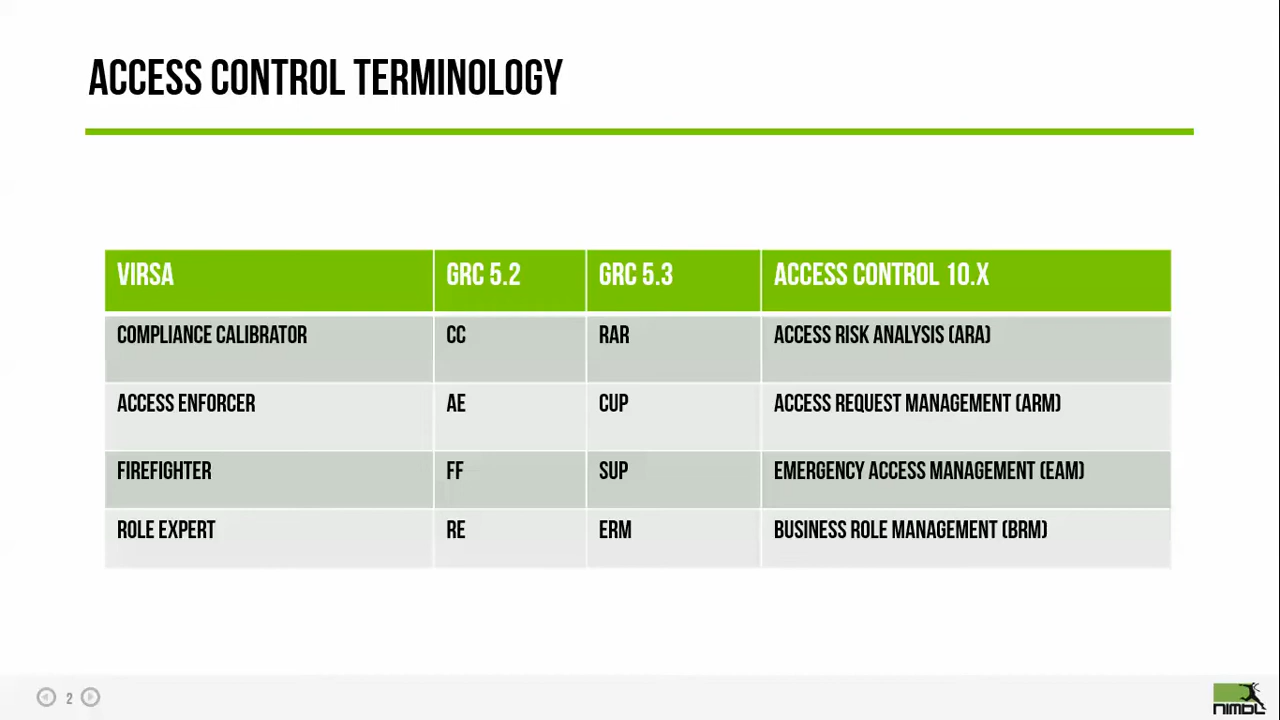 ACCESS CONTROL TERMINOLOGY
VIRSA GRC 5.2 GRC 5.3 ACCESS CONTROL 10.X
COMPLIANCE CALIBRATOR CC RAR ACCESS RISK ANALYSIS (ARA)
ACCESS ENFORCER AE CUP ACCESS REQUEST MANAGEMENT (ARM)
FIREFIGHTER FF SUP EMERGENCY ACCESS MANAGEMENT (EAM)
ROLE EXPERT RE ERM BUSINESS ROLE MANAGEMENT (BRM)
2
nimbl